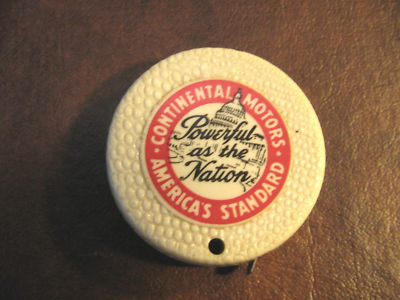 CONTINENTAL MOTORS
Powerful
as the
Nation
AMERICA'S STANDARD